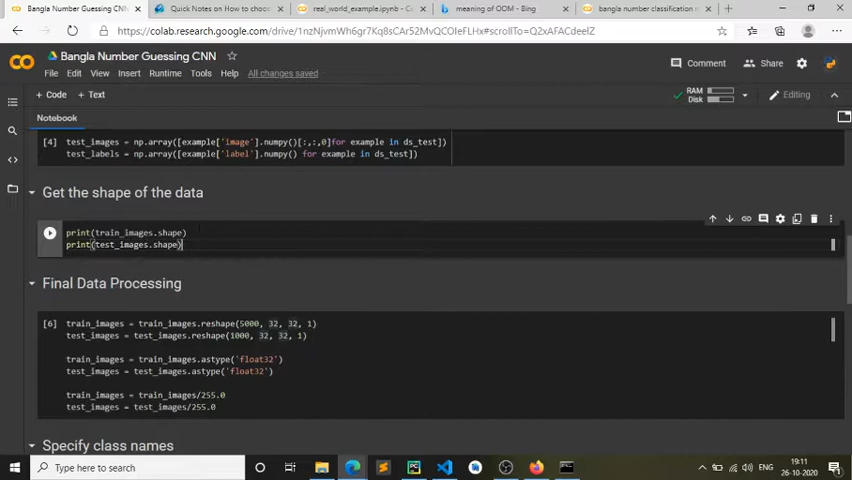 Bangla Number Guessing CNN
Quick Notes on How to choose
real_world_example.ipynb - C
meaning of OOM - Bing
bangla number classification n
https://colab.research.google.com/drive/1nzNjvmWh6gr7Kq8sCAr5McGHqaZU_Kgx#scrollTo=Q2xAFACdeelZ
Bangla Number Guessing CNN
File Edit View Insert Runtime Tools Help All changes saved
Comment Share
+ Code + Text
RAM
Disk
Editing
Notebook
[4] test_images = np.array([example['image'].numpy()[:,:,0]for example in ds_test])
test_labels = np.array([example['label'].numpy() for example in ds_test])
Get the shape of the data
print(train_images.shape)
print(test_images.shape)
Final Data Processing
[6] train_images = train_images.reshape(5000, 32, 32, 1)
test_images = test_images.reshape(1000, 32, 32, 1)
train_images = train_images.astype('float32')
test_images = test_images.astype('float32')
train_images = train_images/255.0
test_images = test_images/255.0
Specify class names
Type here to search
ENG
19:11
26-10-2020